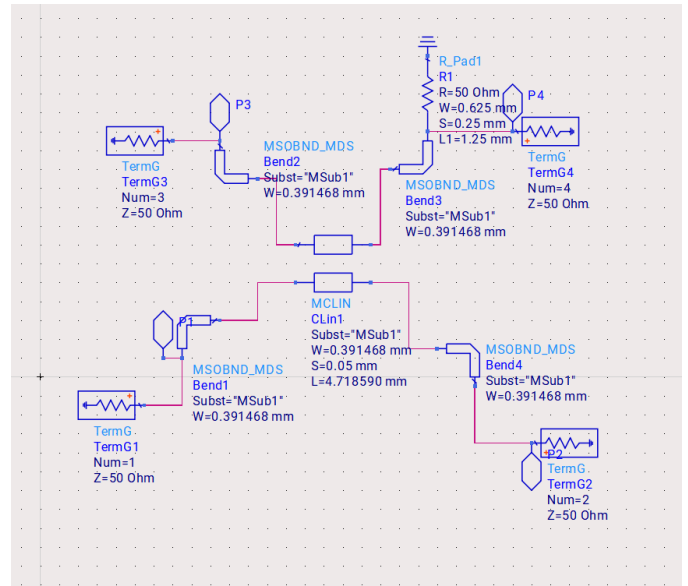 R_Pad1
R1
R=50 Ohm
W=0.625 mm
S=0.25 mm
L1=1.25 mm
P3
P4
TermG
TermG3
Num=3
Z=50 Ohm
MSOBND_MDS
Bend2
Subst="MSub1"
W=0.391468 mm
MSOBND_MDS
Bend3
Subst="MSub1"
W=0.391468 mm
TermG
TermG4
Num=4
Z=50 Ohm
P1
MCLIN
CLin1
Subst="MSub1"
W=0.391468 mm
S=0.05 mm
L=4.718590 mm
MSOBND_MDS
Bend1
Subst="MSub1"
W=0.391468 mm
MSOBND_MDS
Bend4
Subst="MSub1"
W=0.391468 mm
TermG
TermG1
Num=1
Z=50 Ohm
P2
TermG
TermG2
Num=2
Z=50 Ohm